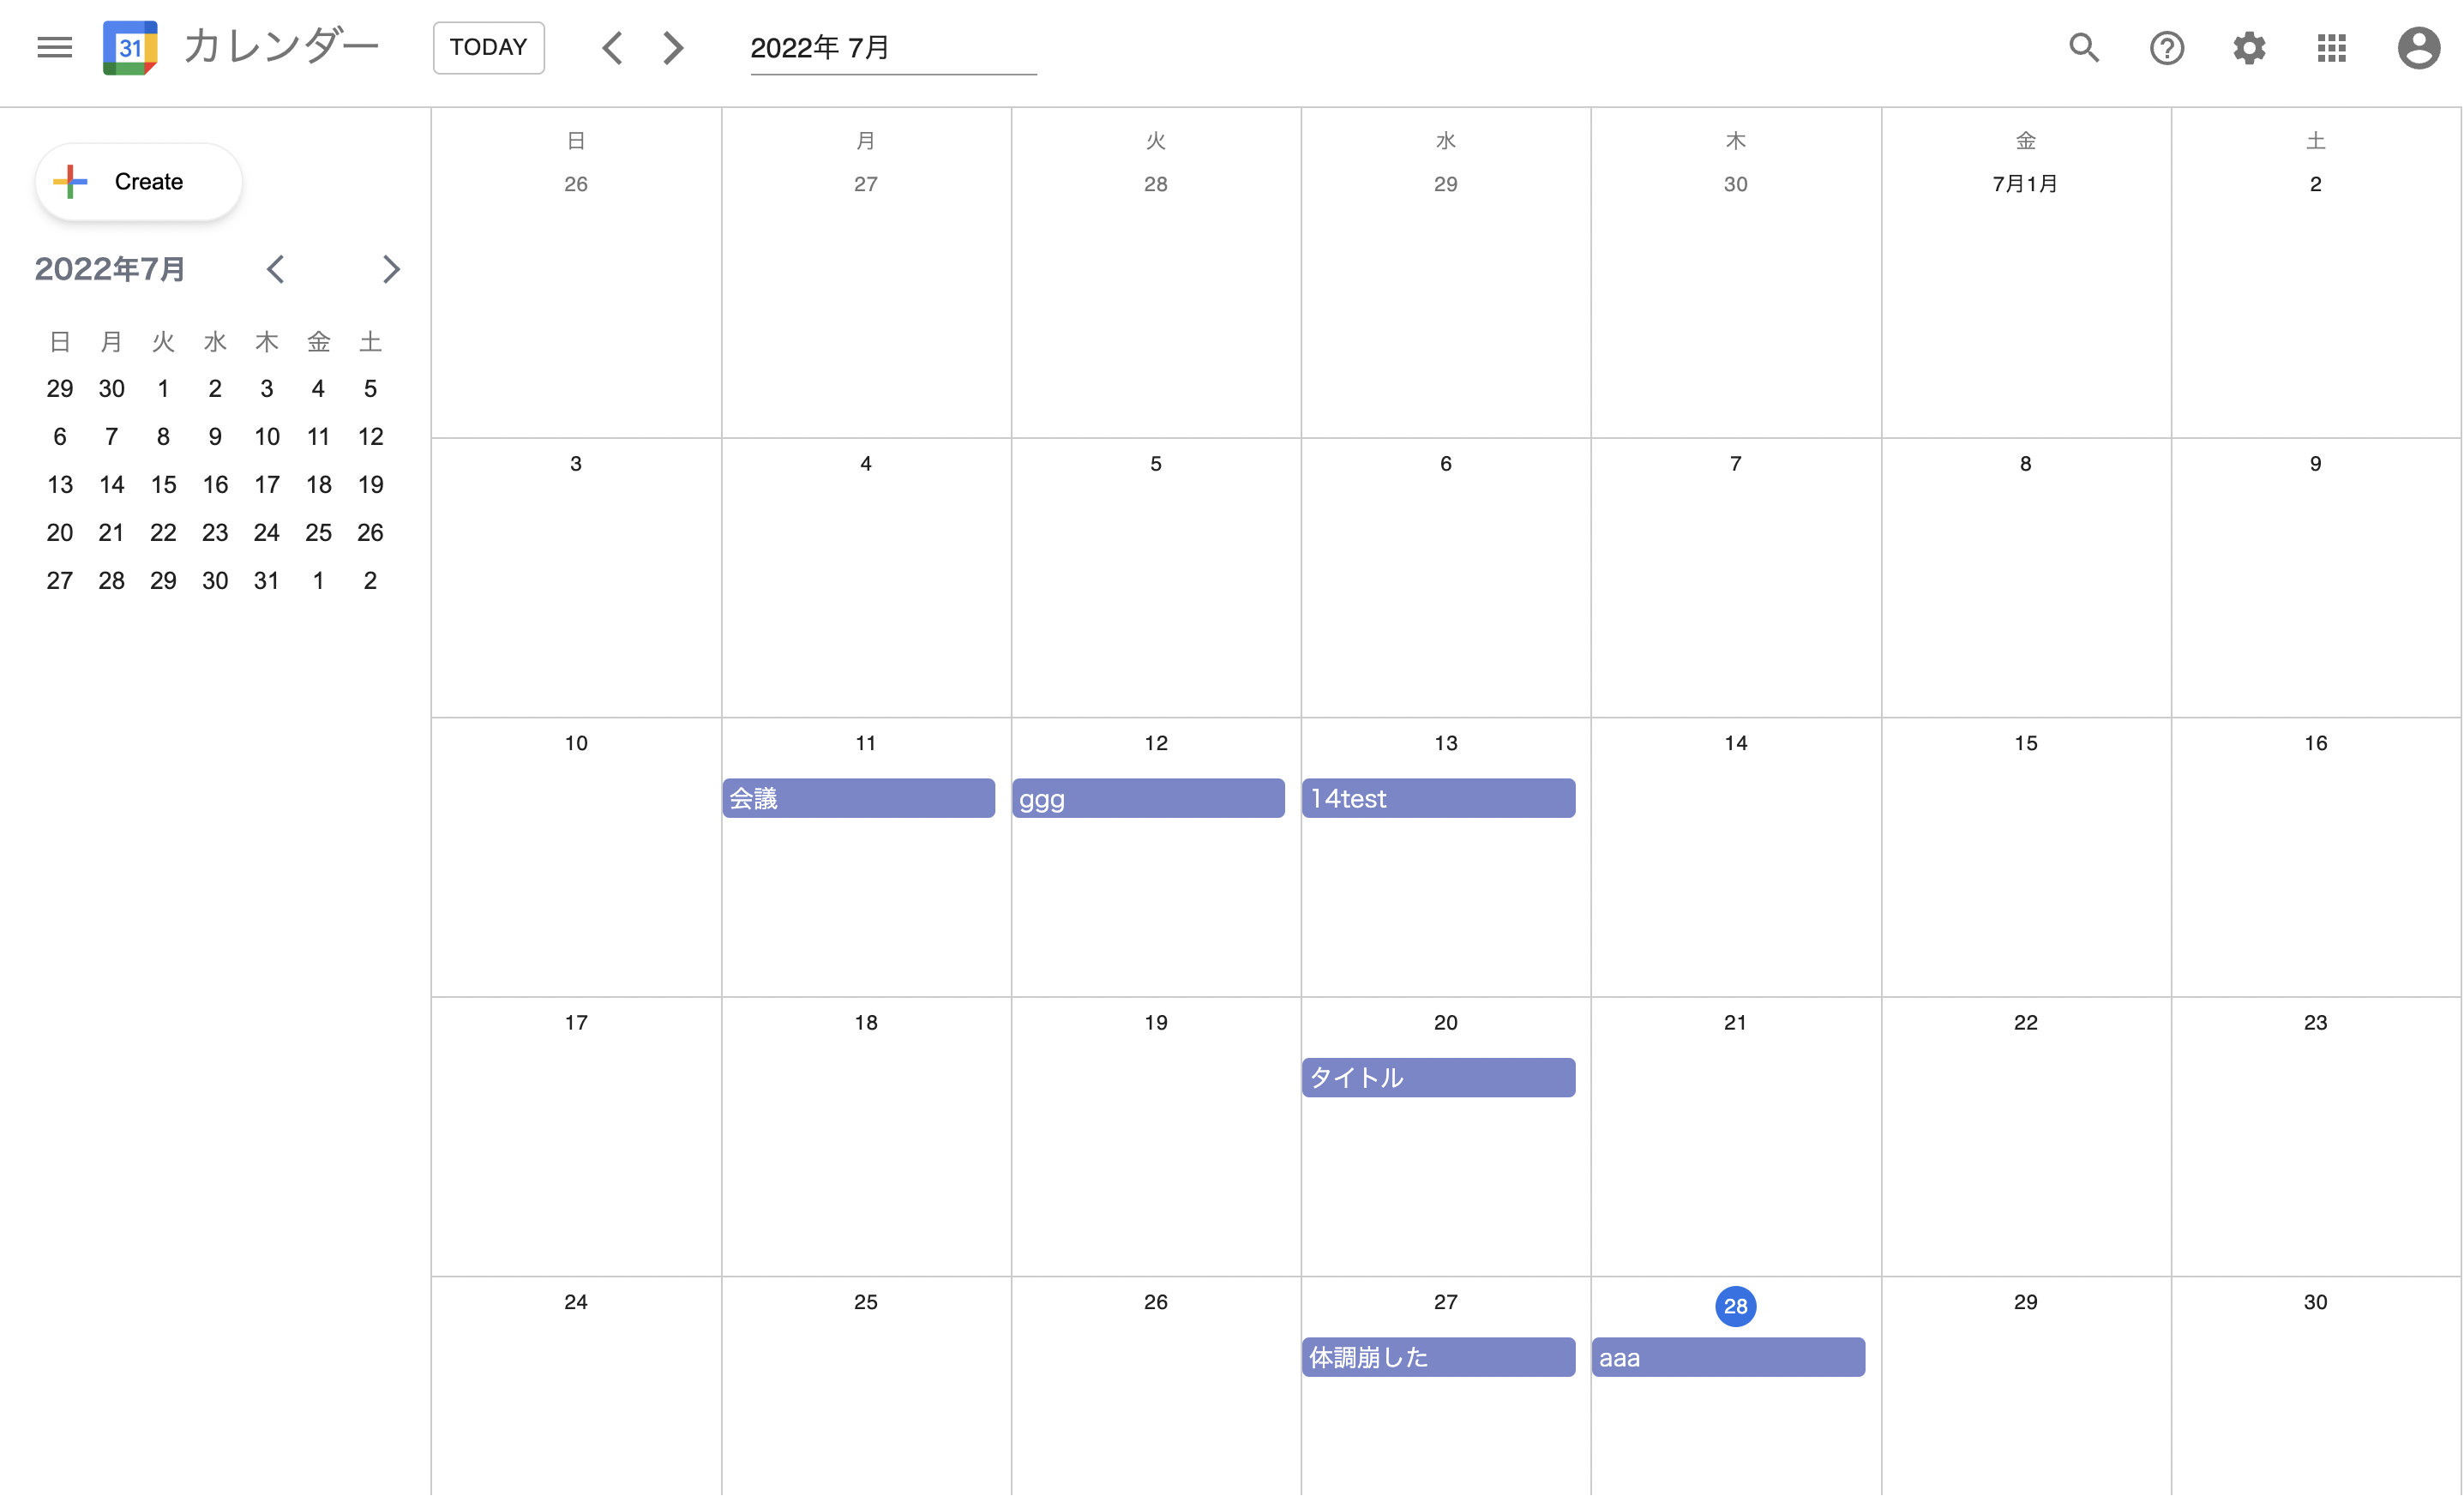 31 カレンダー TODAY 2022年 7月
Create
2022年7月
日 月 火 水 木 金 土
29 30 1 2 3 4 5
6 7 8 9 10 11 12
13 14 15 16 17 18 19
20 21 22 23 24 25 26
27 28 29 30 31 1 2
日 月 火 水 木 金 土
26 27 28 29 30 7月1月 2
3 4 5 6 7 8 9
10 11 12 13 14 15 16
会議 ggg 14test
17 18 19 20 21 22 23
タイトル
24 25 26 27 28 29 30
体調崩した aaa